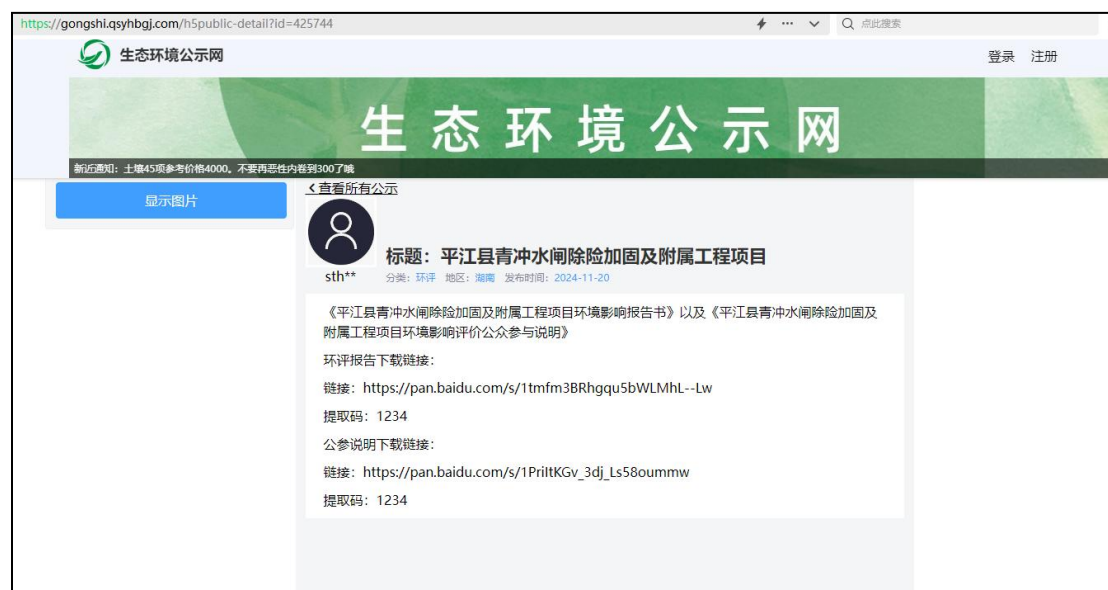 https://gongshi.qsyhbgj.com/h5public-detail?id=425744
点此搜索
生态环境公示网
登录 注册
生态环境公示网
新近通知：土壤45项参考价格4000。不要再恶性内卷到300了哦
显示图片
查看所有公示
标题：平江县青冲水闸除险加固及附属工程项目
sth**
分类：环评 地区：湖南 发布时间：2024-11-20
《平江县青冲水闸除险加固及附属工程项目环境影响报告书》以及《平江县青冲水闸除险加固及
附属工程项目环境影响评价公众参与说明》
环评报告下载链接：
链接：https://pan.baidu.com/s/1tmfm3BRhgqu5bWLMhL--Lw
提取码：1234
公参说明下载链接：
链接：https://pan.baidu.com/s/1PriltKGv_3dj_Ls58oummw
提取码：1234